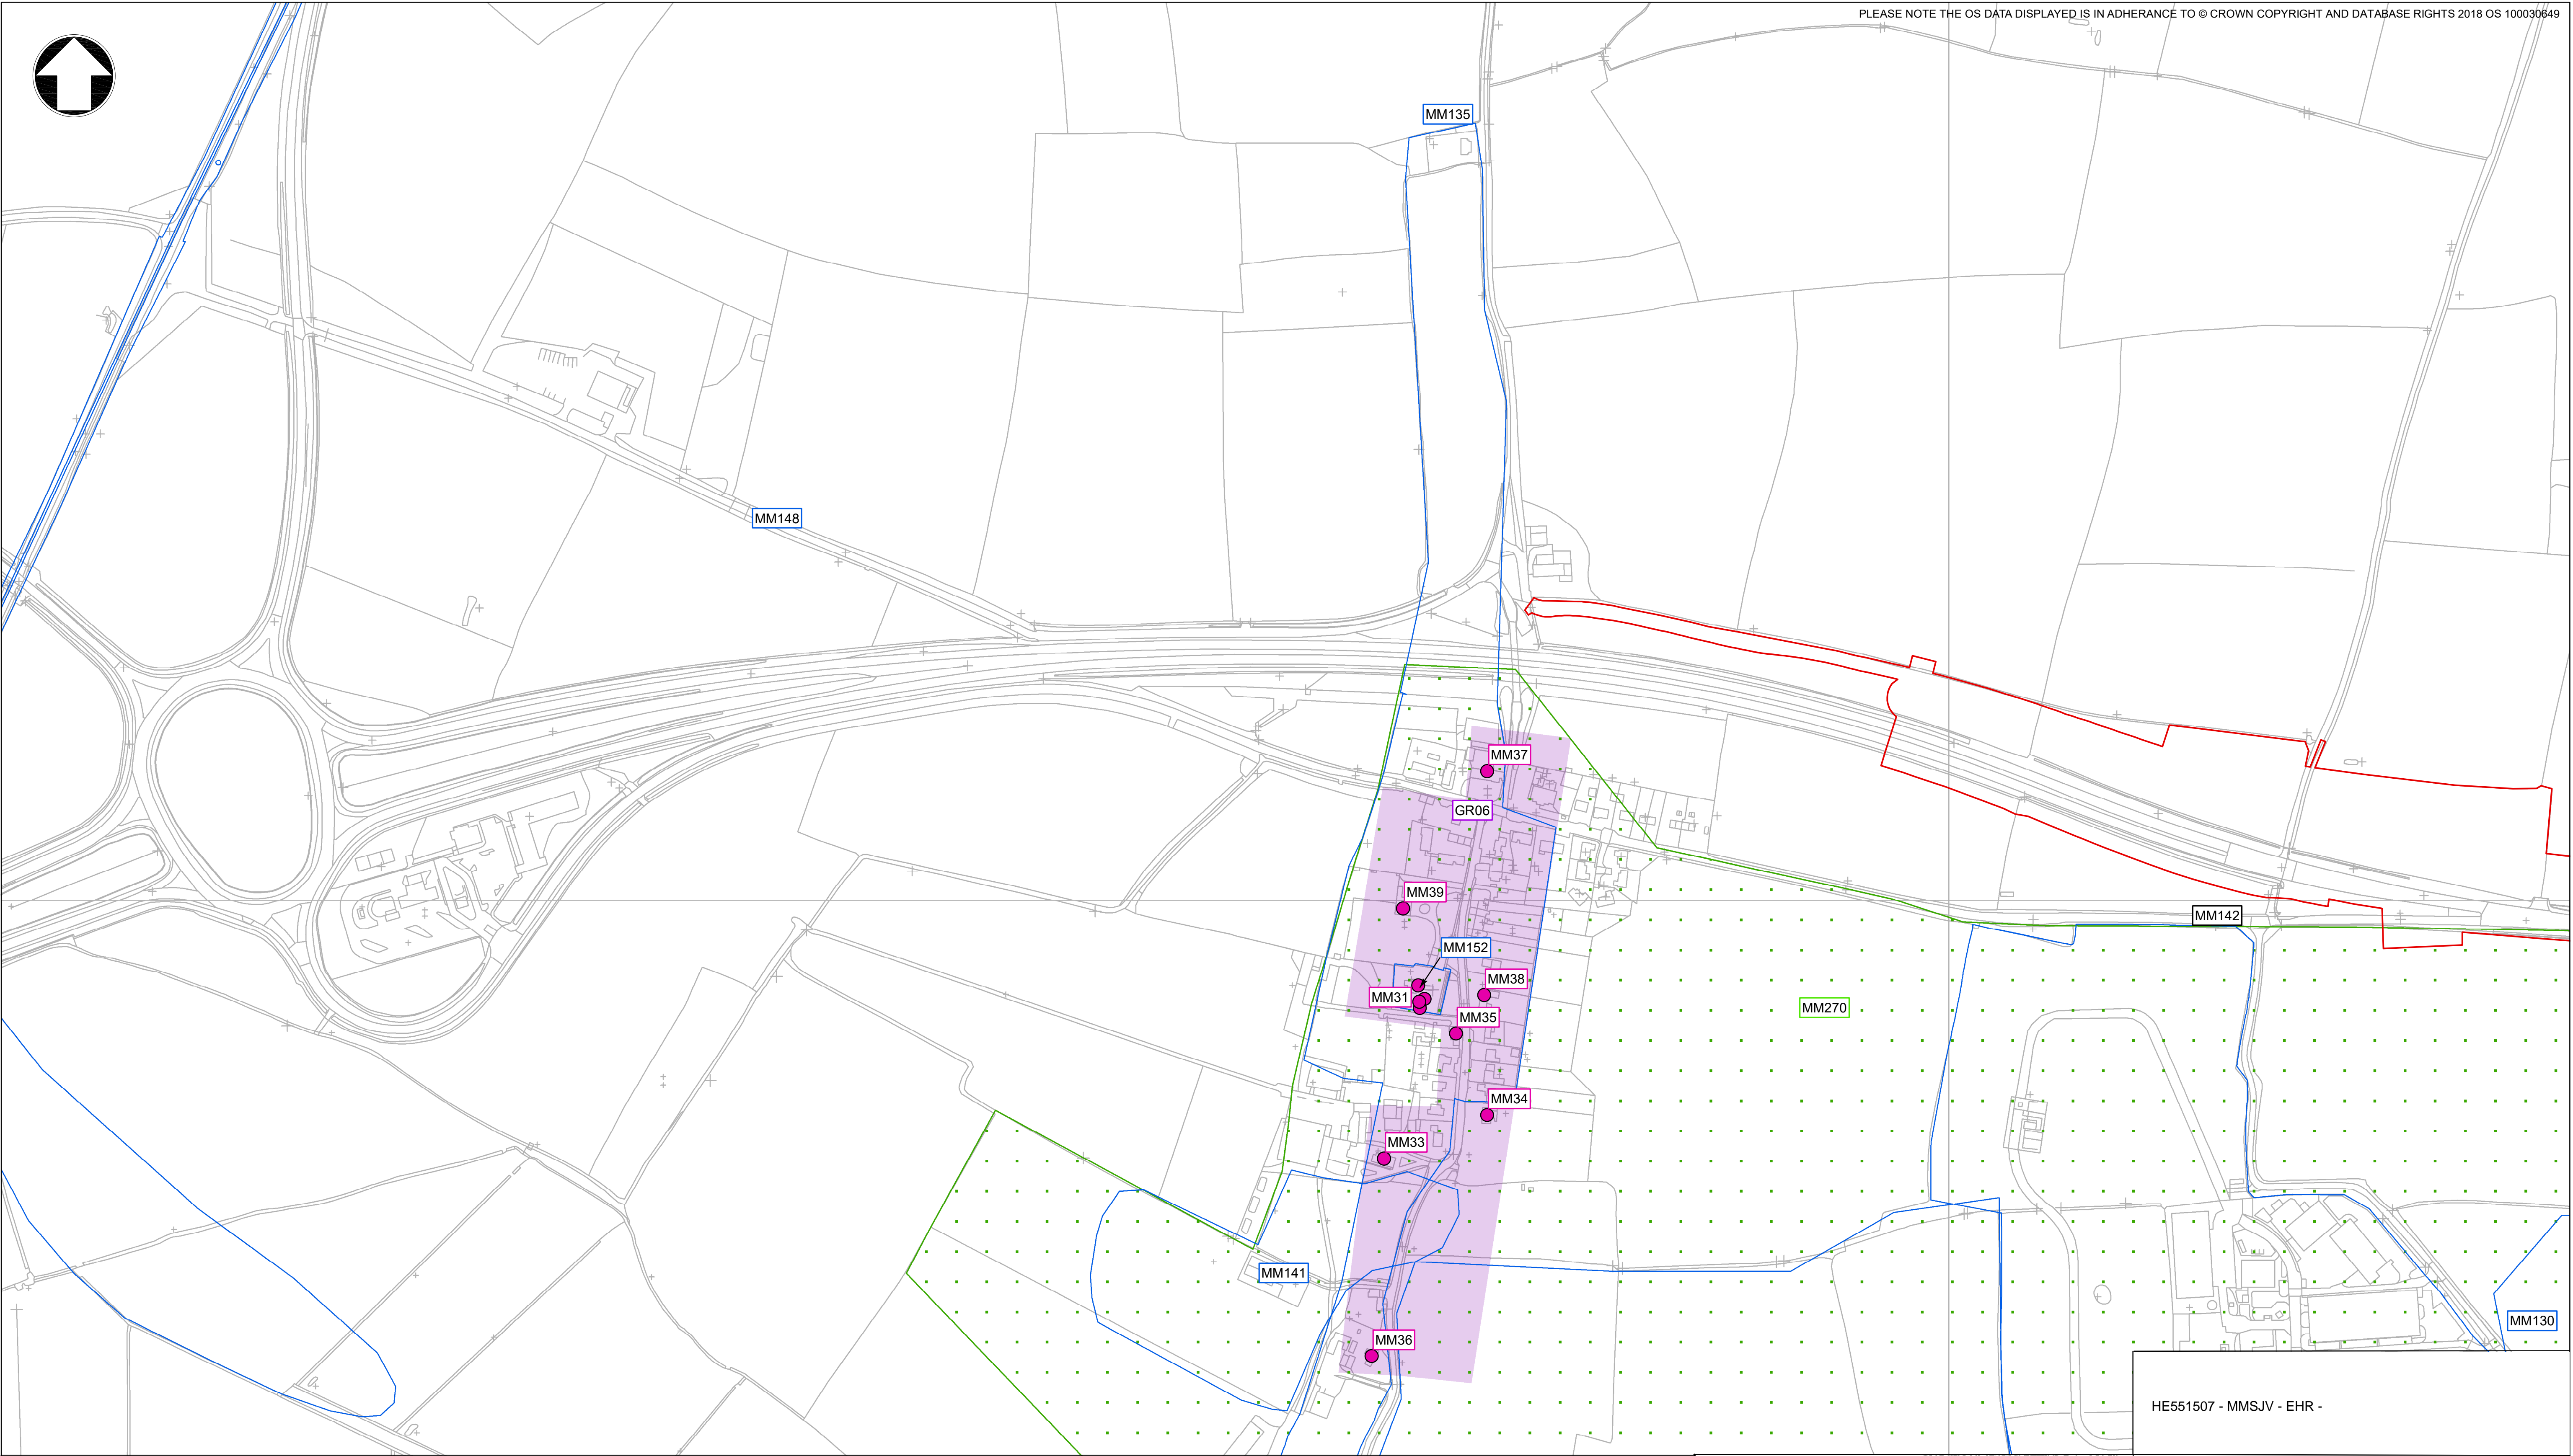 PLEASE NOTE THE OS DATA DISPLAYED IS IN ADHERANCE TO © CROWN COPYRIGHT AND DATABASE RIGHTS 2018 OS 100030649
MM135
MM148
MM37
GR06
MM39
MM142
MM152
MM38
MM31
MM270
MM35
MM34
MM33
MM141
MM130
MM36
HE551507 - MMSJV - EHR -